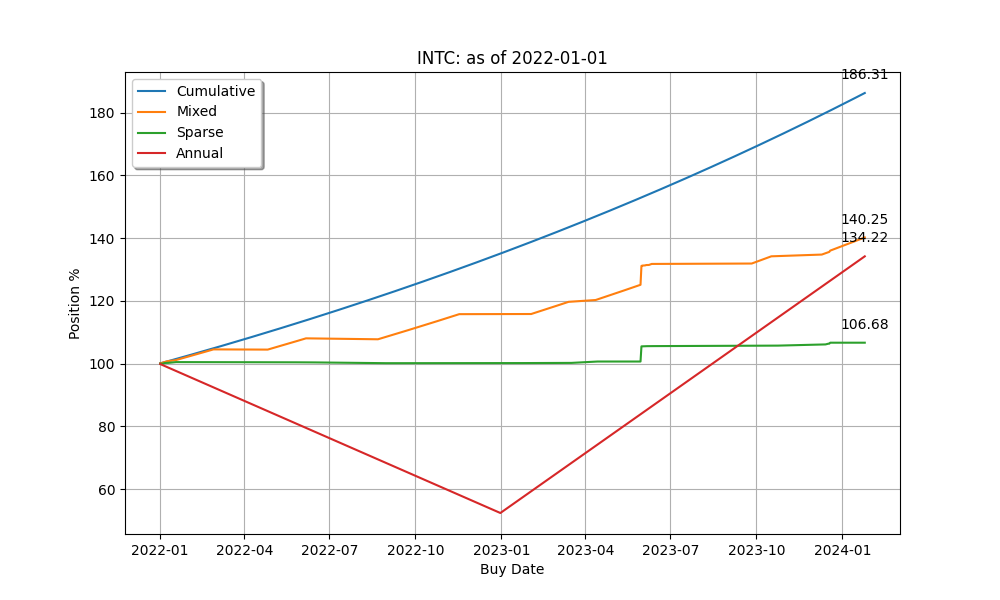 INTC: as of 2022-01-01
186.31
Cumulative
Mixed
Sparse
Annual
180
160
140
120
100
80
60
140.25
134.22
106.68
Position %
2022-01
2022-04
2022-07
2022-10
2023-01
2023-04
2023-07
2023-10
2024-01
Buy Date